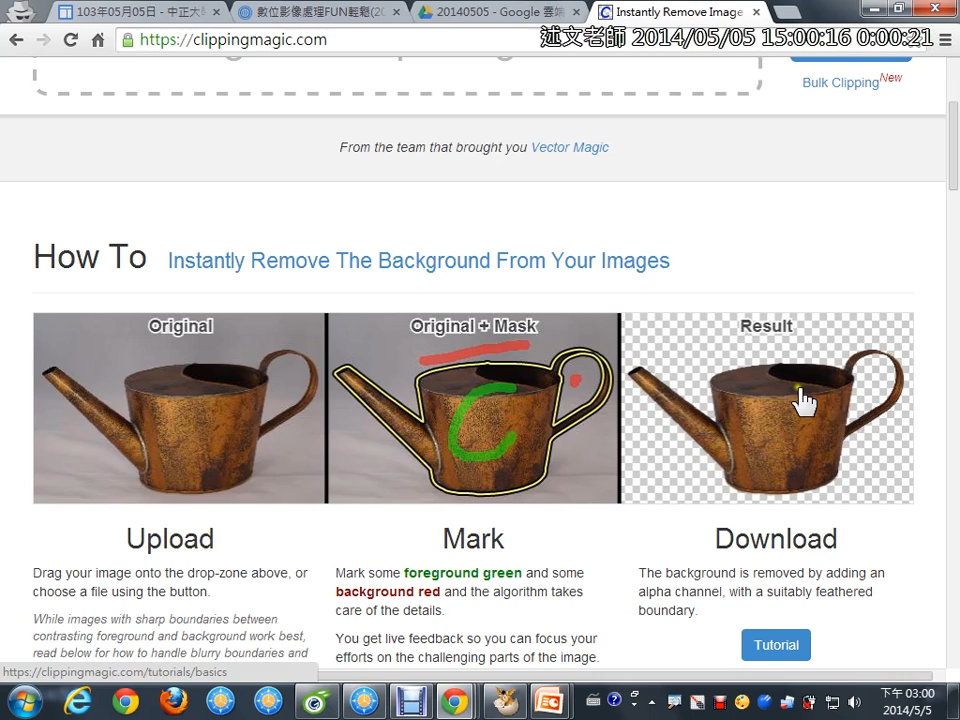 103年05月05日 - 中正大
數位影像處理FUN輕鬆(20
20140505 - Google 雲端
Instantly Remove Image
https://clippingmagic.com
述文老師 2014/05/05 15:00:16 0:00:21
Bulk Clipping New
From the team that brought you Vector Magic
How To Instantly Remove The Background From Your Images
Original
Original + Mask
Result
Upload
Drag your image onto the drop-zone above, or
choose a file using the button.
While images with sharp boundaries between
contrasting foreground and background work best,
read below for how to handle blurry boundaries and
Mark
Mark some foreground green and some
background red and the algorithm takes
care of the details.
You get live feedback so you can focus your
efforts on the challenging parts of the image.
Download
The background is removed by adding an
alpha channel, with a suitably feathered
boundary.
Tutorial
https://clippingmagic.com/tutorials/basics
下午 03:00
2014/5/5